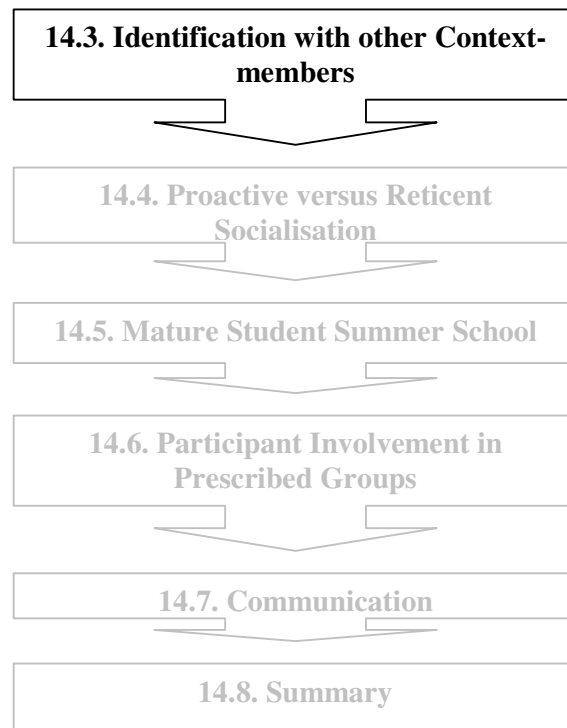 14.3. Identification with other Context-
members
14.4. Proactive versus Reticent
Socialisation
14.5. Mature Student Summer School
14.6. Participant Involvement in
Prescribed Groups
14.7. Communication
14.8. Summary